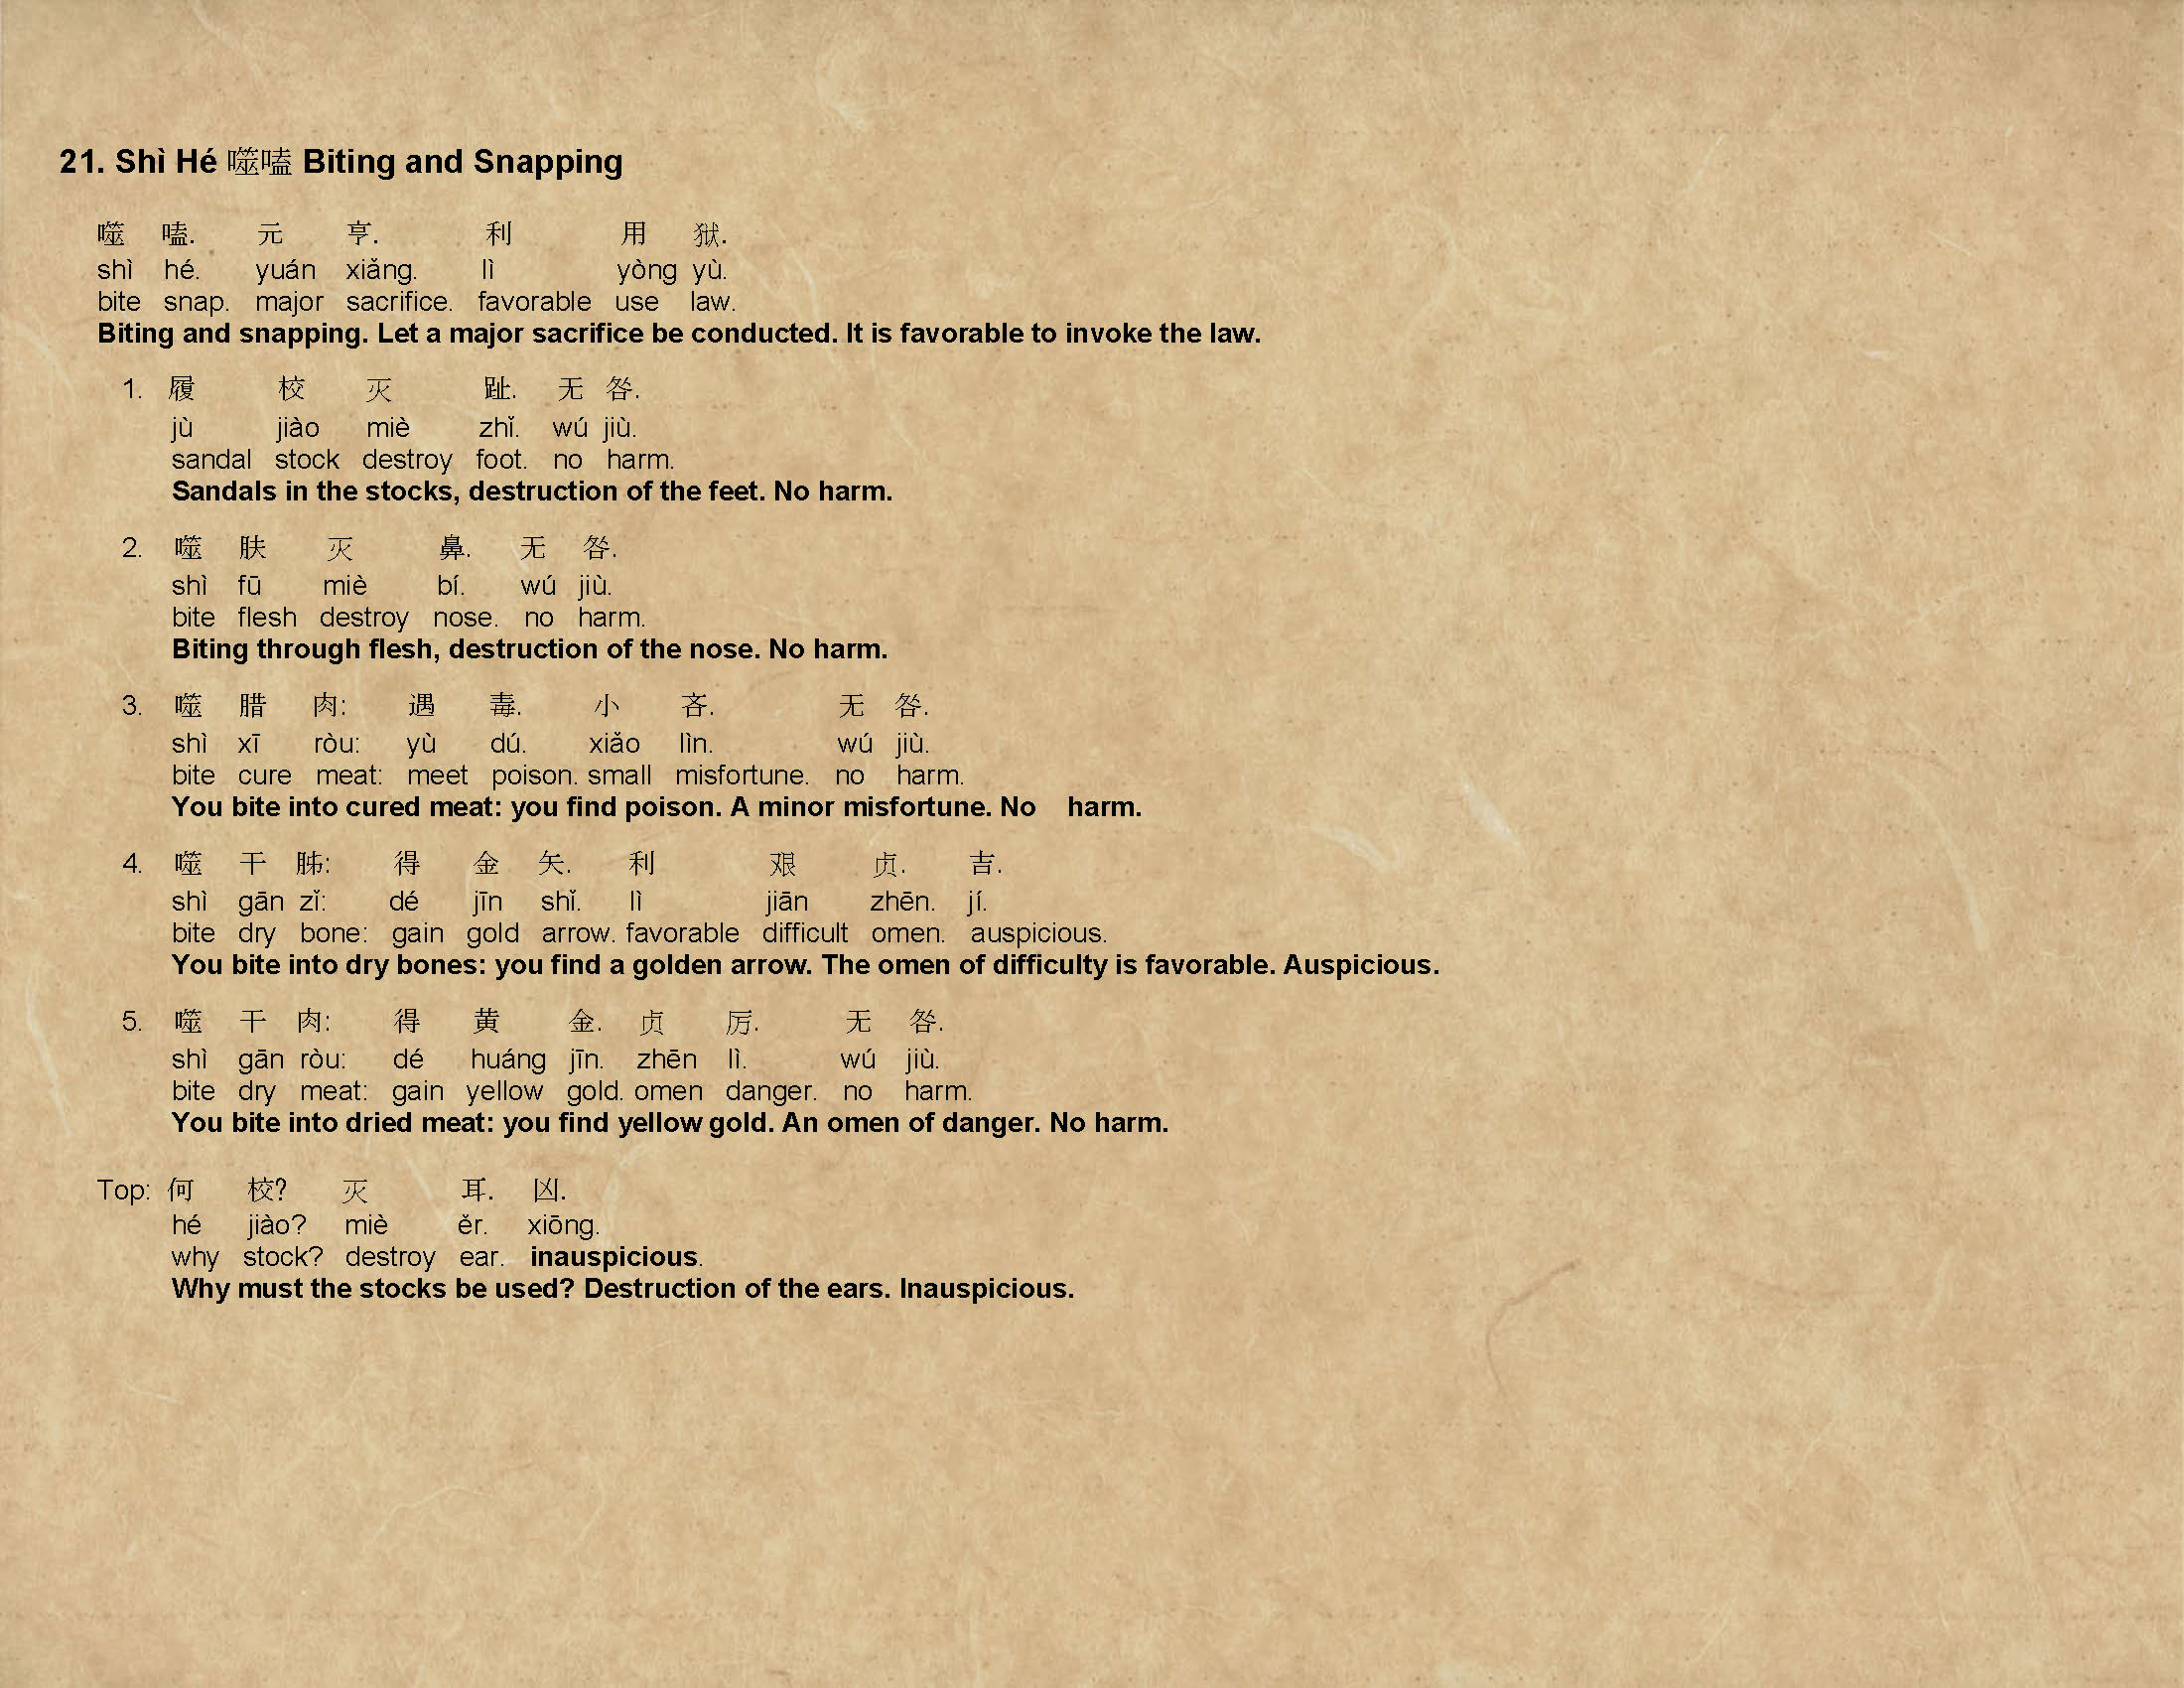 21. Shì Hé 噬嗑 Biting and Snapping
噬 嗑. 元 亨. 利 用 狱.
shì hé. yuán xiăng. lì yòng yù.
bite snap. major sacrifice. favorable use law.
Biting and snapping. Let a major sacrifice be conducted. It is favorable to invoke the law.
1. 履 校 灭 趾. 无 咎.
jù jiào miè zhĭ. wú jiù.
sandal stock destroy foot. no harm.
Sandals in the stocks, destruction of the feet. No harm.
2. 噬 肤 灭 鼻. 无 咎.
shì fū miè bí. wú jiù.
bite flesh destroy nose. no harm.
Biting through flesh, destruction of the nose. No harm.
3. 噬 腊 肉: 遇 毒. 小 吝. 无 咎.
shì xī ròu: yù dú. xiăo lìn. wú jiù.
bite cure meat: meet poison. small misfortune. no harm.
You bite into cured meat: you find poison. A minor misfortune. No harm.
4. 噬 干 胏: 得 金 矢. 利 艰 贞. 吉.
shì gān zĭ: dé jīn shĭ. lì jiān zhēn. jí.
bite dry bone: gain gold arrow. favorable difficult omen. auspicious.
You bite into dry bones: you find a golden arrow. The omen of difficulty is favorable. Auspicious.
5. 噬 干 肉: 得 黄 金. 贞 厉. 无 咎.
shì gān ròu: dé huáng jīn. zhēn lì. wú jiù.
bite dry meat: gain yellow gold. omen danger. no harm.
You bite into dried meat: you find yellow gold. An omen of danger. No harm.
Top: 何 校? 灭 耳. 凶.
hé jiào? miè ĕr. xiōng.
why stock? destroy ear. inauspicious.
Why must the stocks be used? Destruction of the ears. Inauspicious.